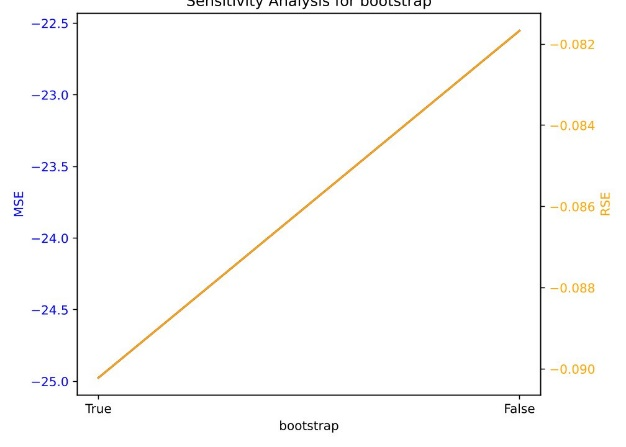 Sensitivity Analysis for bootstrap
−22.5
−23.0
−23.5
−24.0
−24.5
−25.0
MSE
−0.082
−0.084
−0.086
−0.088
−0.090
RSE
True
False
bootstrap